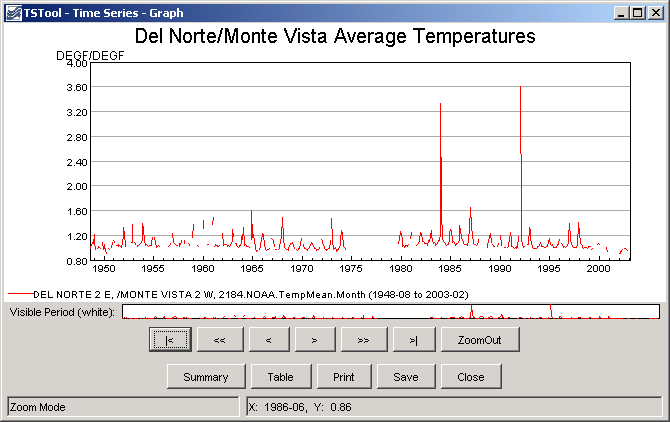 TSTool - Time Series - Graph
Del Norte/Monte Vista Average Temperatures
DEGF/DEGF
4.00
3.60
3.20
2.80
2.40
2.00
1.60
1.20
0.80
1950 1955 1960 1965 1970 1975 1980 1985 1990 1995 2000
DEL NORTE 2 E, /MONTE VISTA 2 W, 2184.NOAA.TempMean.Month (1948-08 to 2003-02)
Visible Period (white):
|< << < > >> >| ZoomOut
Summary Table Print Save Close
Zoom Mode X: 1986-06, Y: 0.86